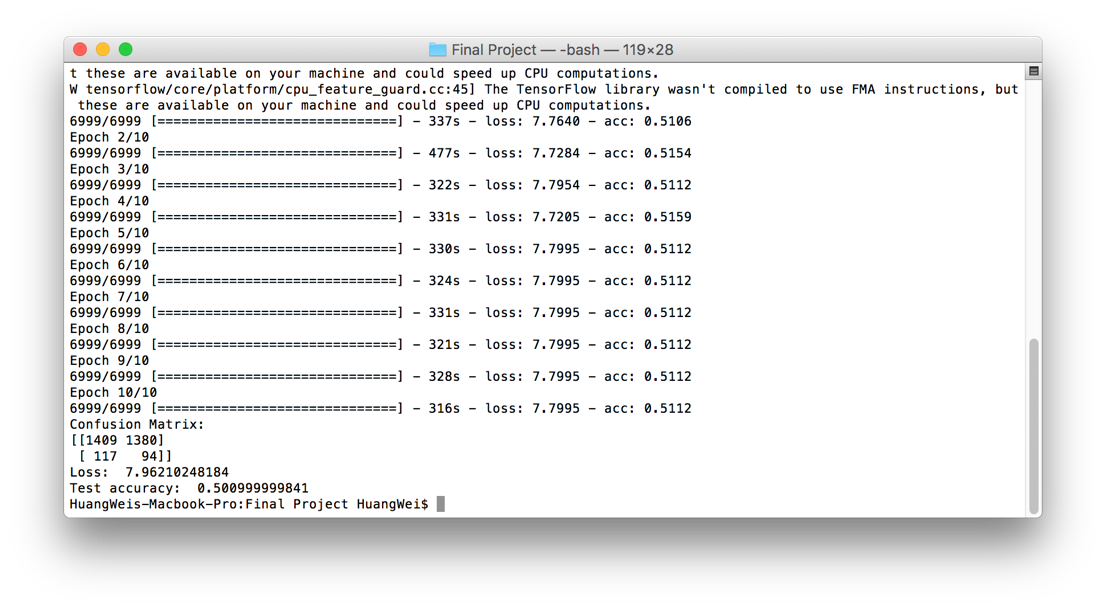 Final Project — -bash — 119×28
t these are available on your machine and could speed up CPU computations.
W tensorflow/core/platform/cpu_feature_guard.cc:45] The TensorFlow library wasn't compiled to use FMA instructions, but
 these are available on your machine and could speed up CPU computations.
6999/6999 [==============================] - 337s - loss: 7.7640 - acc: 0.5106
Epoch 2/10
6999/6999 [==============================] - 477s - loss: 7.7284 - acc: 0.5154
Epoch 3/10
6999/6999 [==============================] - 322s - loss: 7.7954 - acc: 0.5112
Epoch 4/10
6999/6999 [==============================] - 331s - loss: 7.7205 - acc: 0.5159
Epoch 5/10
6999/6999 [==============================] - 330s - loss: 7.7995 - acc: 0.5112
Epoch 6/10
6999/6999 [==============================] - 324s - loss: 7.7995 - acc: 0.5112
Epoch 7/10
6999/6999 [==============================] - 331s - loss: 7.7995 - acc: 0.5112
Epoch 8/10
6999/6999 [==============================] - 321s - loss: 7.7995 - acc: 0.5112
Epoch 9/10
6999/6999 [==============================] - 328s - loss: 7.7995 - acc: 0.5112
Epoch 10/10
6999/6999 [==============================] - 316s - loss: 7.7995 - acc: 0.5112
Confusion Matrix:
[[1409 1380]
 [ 117   94]]
Loss:  7.96210248184
Test accuracy:  0.500999999841
HuangWeis-Macbook-Pro:Final Project HuangWei$